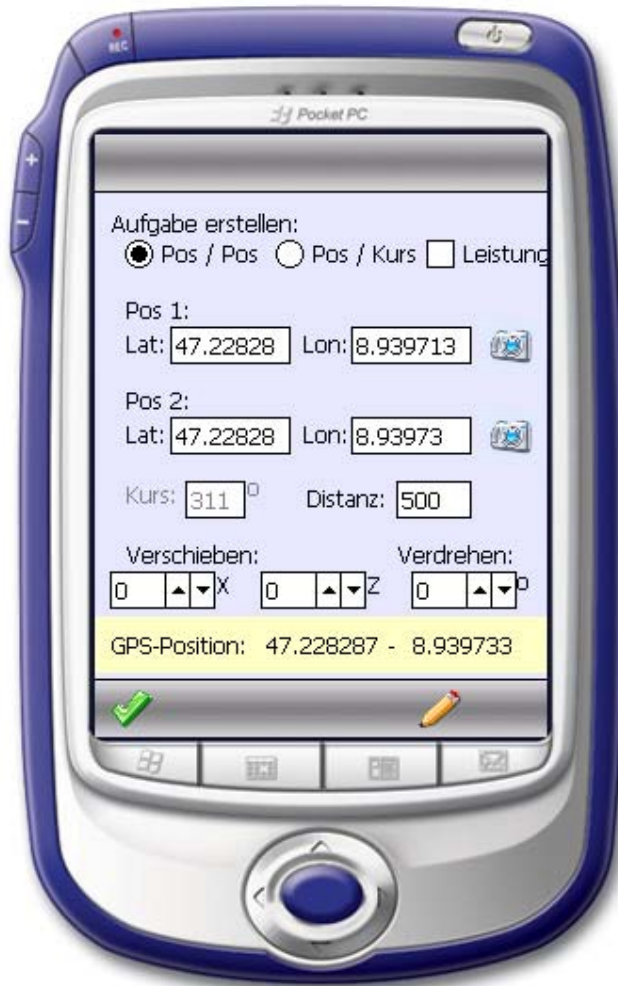 REC
Pocket PC
+
-
Aufgabe erstellen:
Pos / Pos Pos / Kurs Leistung
Pos 1:
Lat: 47.22828 Lon: 8.939713
Pos 2:
Lat: 47.22828 Lon: 8.93973
Kurs: 311 o Distanz: 500
Verschieben: Verdrehen:
0 X 0 Z 0 o
GPS-Position: 47.228287 - 8.939733